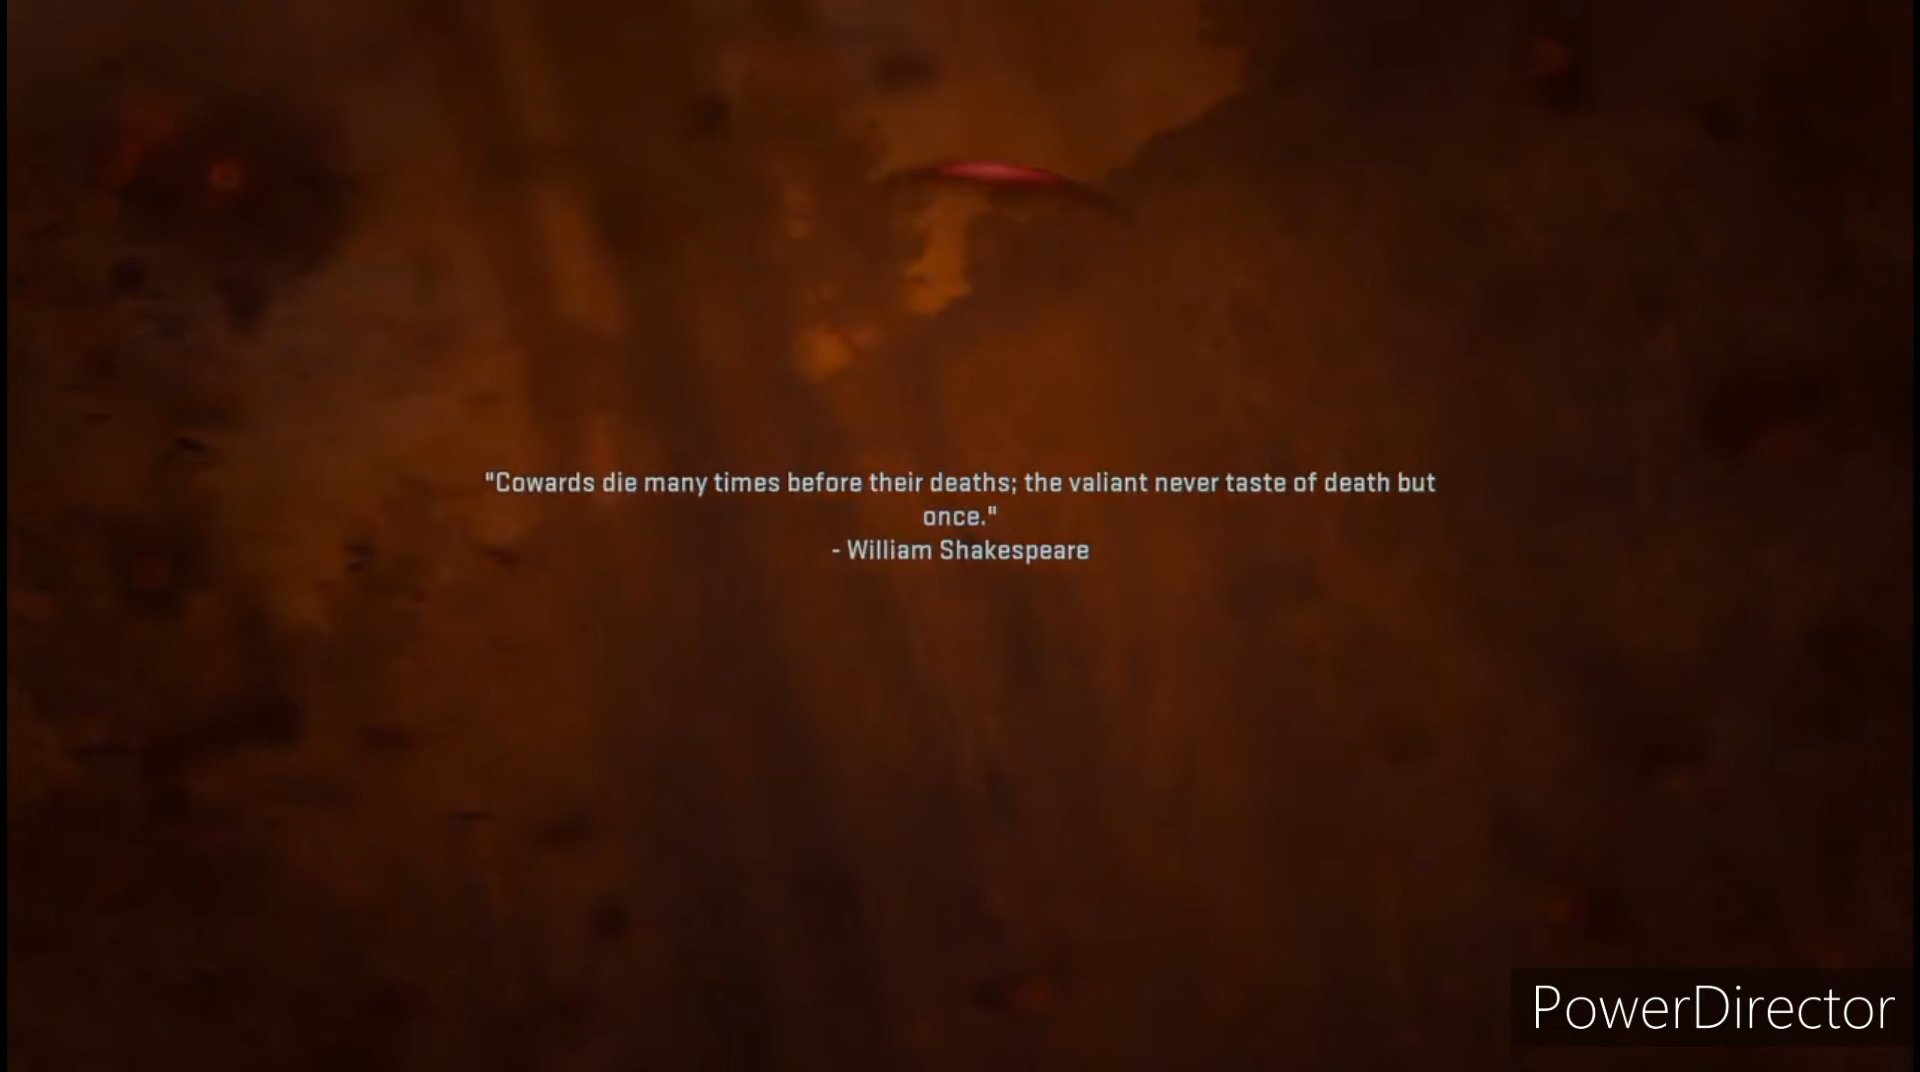 "Cowards die many times before their deaths; the valiant never taste of death but
once."
- William Shakespeare
PowerDirector